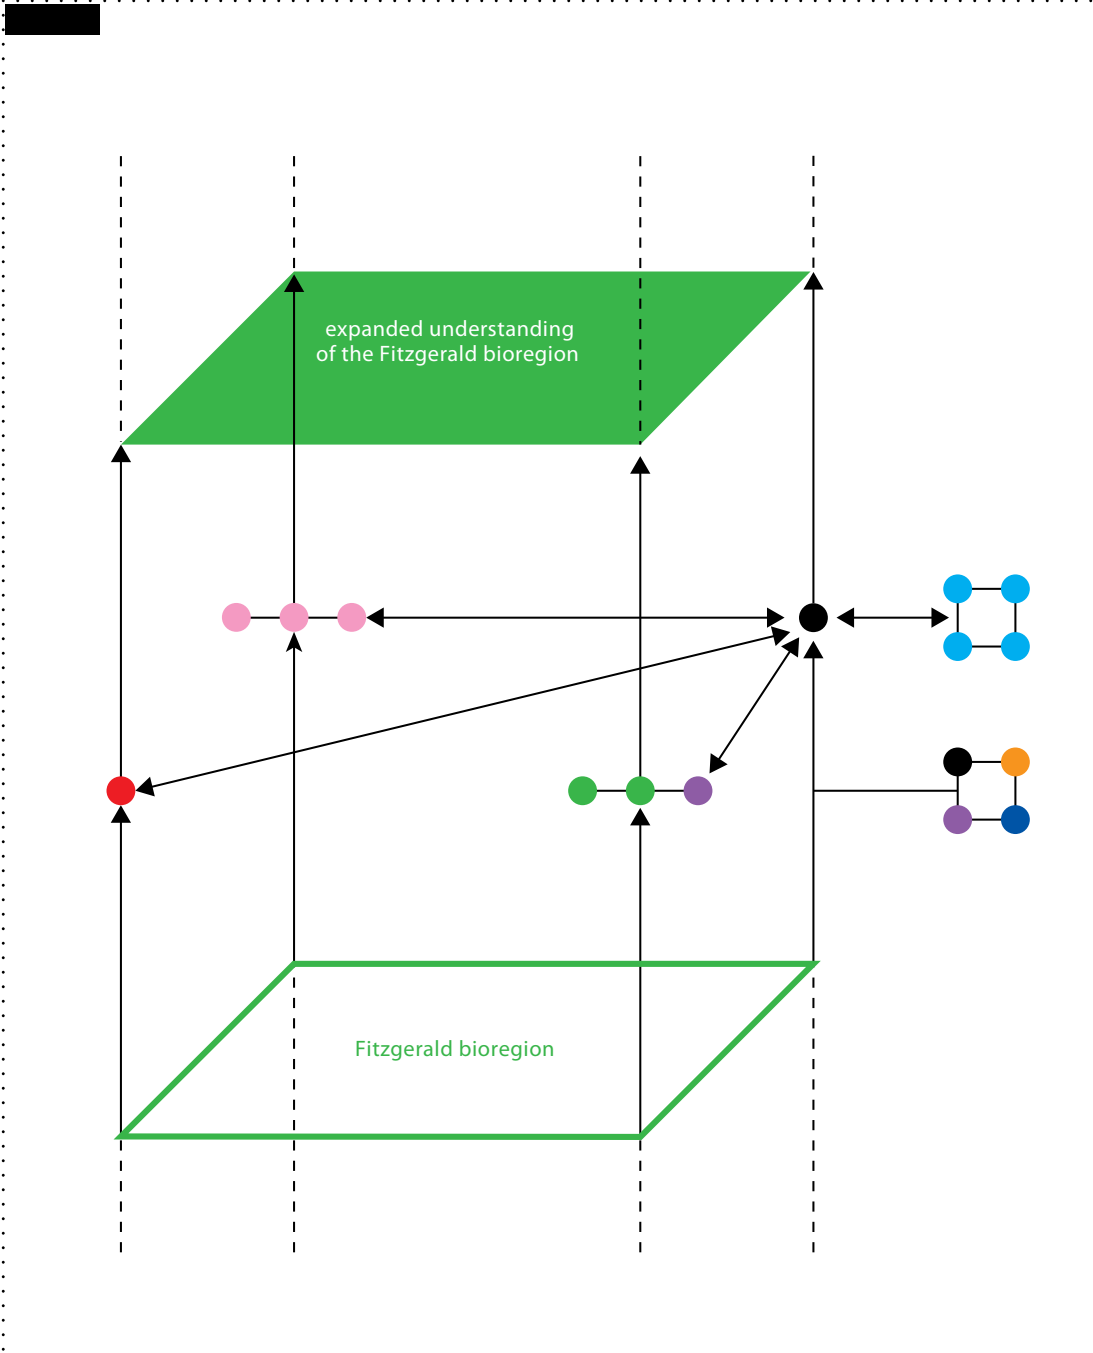 expanded understanding
of the Fitzgerald bioregion
Fitzgerald bioregion